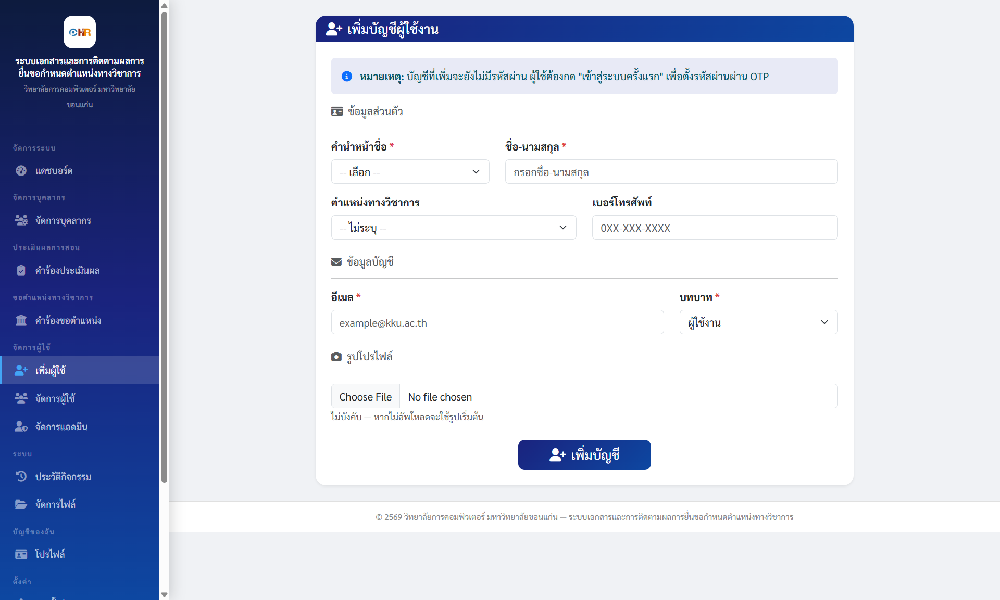 CHR
ระบบเอกสารและการติดตามผลการ
ยื่นขอกำหนดตำแหน่งทางวิชาการ
วิทยาลัยการคอมพิวเตอร์ มหาวิทยาลัย
ขอนแก่น
จัดการระบบ
แดชบอร์ด
จัดการบุคลากร
จัดการบุคลากร
ประเมินผลการสอน
คำร้องประเมินผล
ขอตำแหน่งทางวิชาการ
คำร้องขอตำแหน่ง
จัดการผู้ใช้
เพิ่มผู้ใช้
จัดการผู้ใช้
จัดการแอดมิน
ระบบ
ประวัติกิจกรรม
จัดการไฟล์
บัญชีของฉัน
โปรไฟล์
ตั้งค่า
เพิ่มบัญชีผู้ใช้งาน
หมายเหตุ: บัญชีที่เพิ่มจะยังไม่มีรหัสผ่าน ผู้ใช้ต้องกด "เข้าสู่ระบบครั้งแรก" เพื่อตั้งรหัสผ่านผ่าน OTP
ข้อมูลส่วนตัว
คำนำหน้าชื่อ * ชื่อ-นามสกุล *
-- เลือก -- กรอกชื่อ-นามสกุล
ตำแหน่งทางวิชาการ เบอร์โทรศัพท์
-- ไม่ระบุ -- 0XX-XXX-XXXX
ข้อมูลบัญชี
อีเมล * บทบาท *
example@kku.ac.th ผู้ใช้งาน
รูปโปรไฟล์
Choose File No file chosen
ไม่บังคับ — หากไม่อัพโหลดจะใช้รูปเริ่มต้น
เพิ่มบัญชี
© 2569 วิทยาลัยการคอมพิวเตอร์ มหาวิทยาลัยขอนแก่น — ระบบเอกสารและการติดตามผลการยื่นขอกำหนดตำแหน่งทางวิชาการ